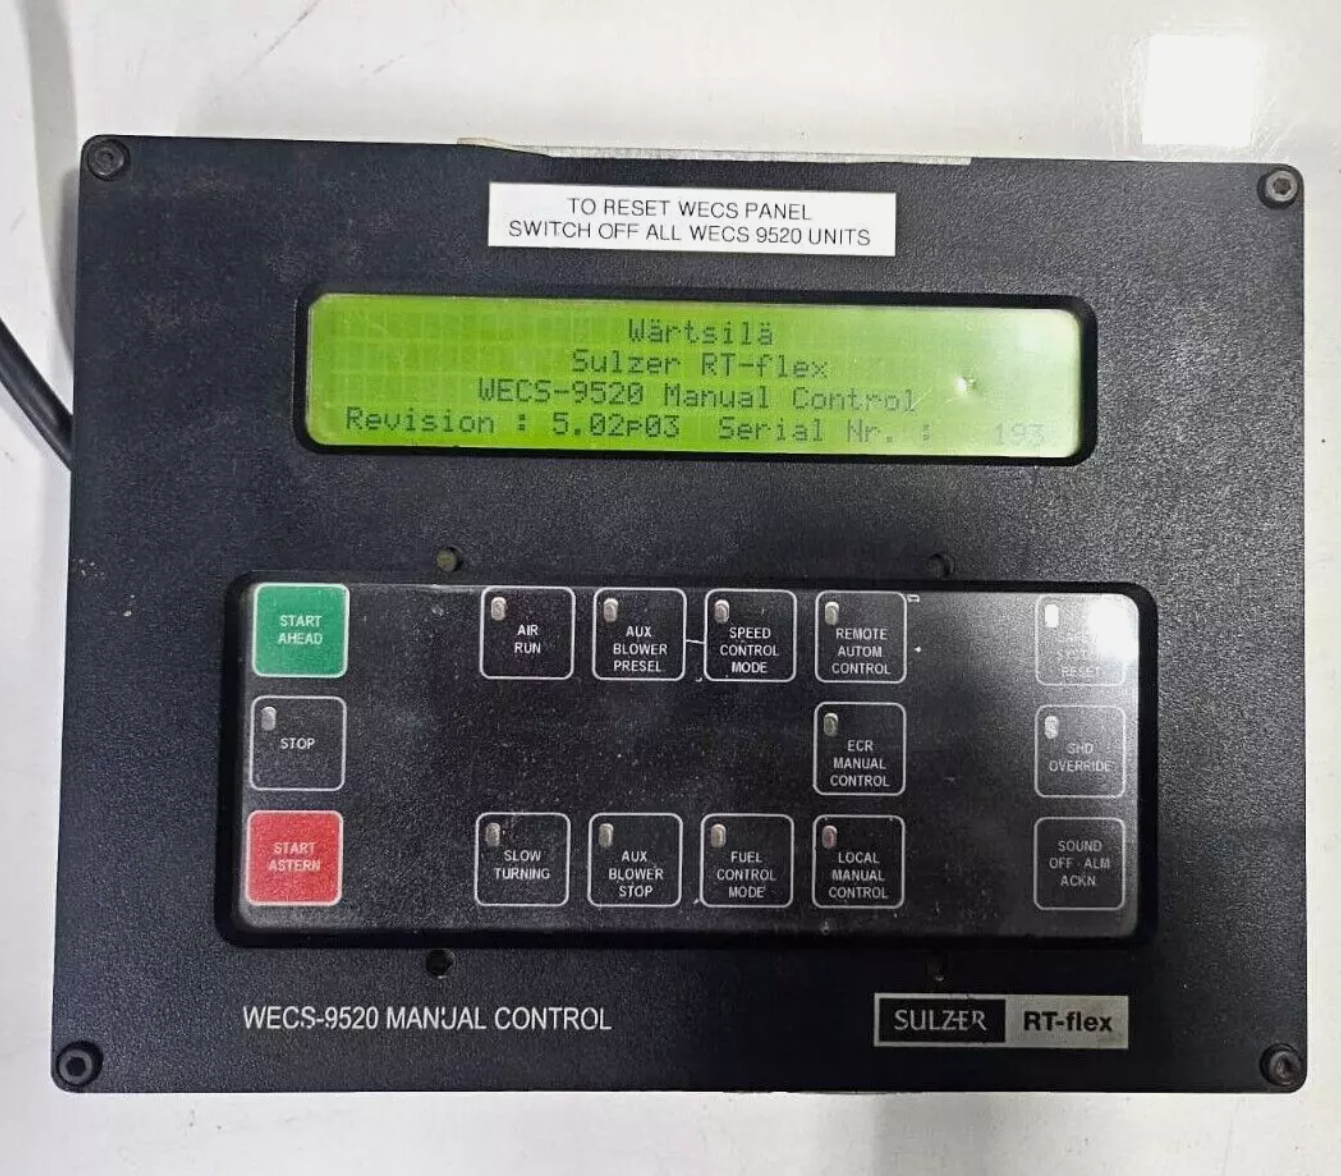 TO RESET WECS PANEL
SWITCH OFF ALL WECS 9520 UNITS
Wärtsilä
Sulzer RT-flex
WECS-9520 Manual Control
Revision : 5.02p03 Serial Nr. : 193
START
AHEAD
AIR
RUN
AUX
BLOWER
PRESEL
SPEED
CONTROL
MODE
REMOTE
AUTOM
CONTROL
RESET
STOP
ECR
MANUAL
CONTROL
SHD
OVERRIDE
START
ASTERN
SLOW
TURNING
AUX
BLOWER
STOP
FUEL
CONTROL
MODE
LOCAL
MANUAL
CONTROL
SOUND
OFF - ALM
ACKN.
WECS-9520 MANUAL CONTROL
SULZER RT-flex